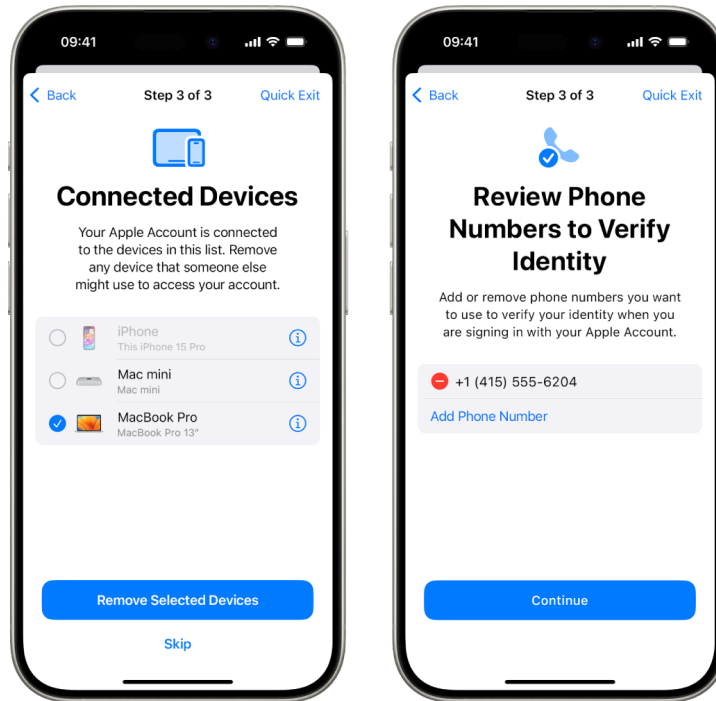 09:41
Back
Step 3 of 3
Quick Exit
Connected Devices
Your Apple Account is connected
to the devices in this list. Remove
any device that someone else
might use to access your account.
iPhone
This iPhone 15 Pro
Mac mini
Mac mini
MacBook Pro
MacBook Pro 13"
Remove Selected Devices
Skip
09:41
Back
Step 3 of 3
Quick Exit
Review Phone
Numbers to Verify
Identity
Add or remove phone numbers you want
to use to verify your identity when you
are signing in with your Apple Account.
+1 (415) 555-6204
Add Phone Number
Continue